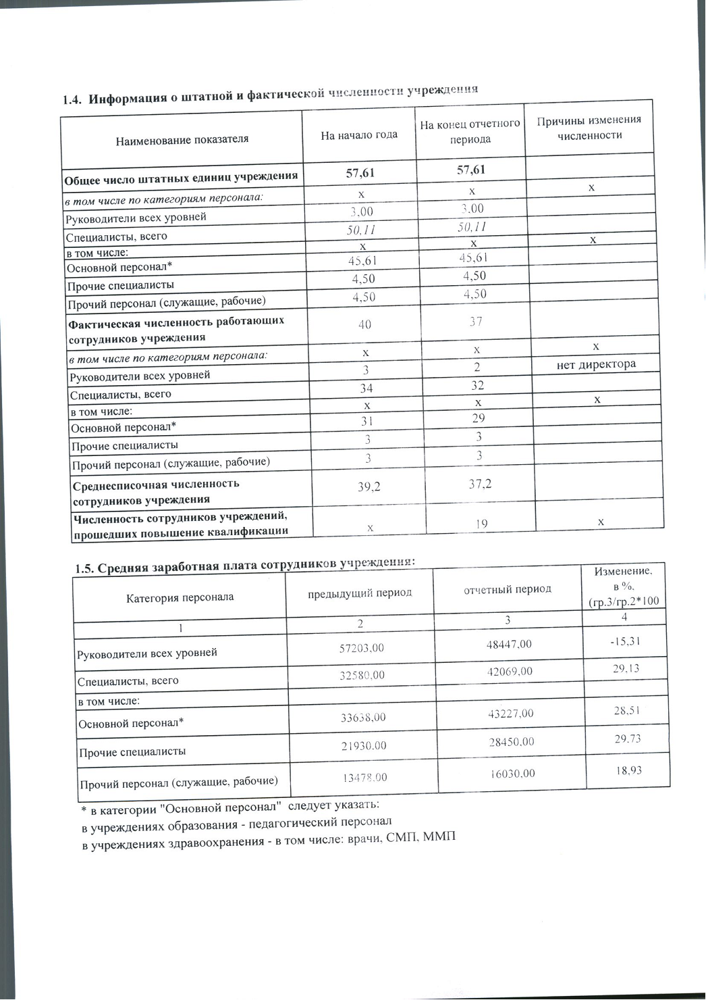 1.4. Информация о штатной и фактической численности учреждения
Наименование показателя
На начало года
На конец отчетного
периода
Причины изменения
численности
Общее число штатных единиц учреждения 57,61 57,61
в том числе по категориям персонала: х х х
Руководители всех уровней 3,00 3,00
Специалисты, всего 50,11 50,11
в том числе: х х х
Основной персонал* 45,61 45,61
Прочие специалисты 4,50 4,50
Прочий персонал (служащие, рабочие) 4,50 4,50
Фактическая численность работающих
сотрудников учреждения 40 37
в том числе по категориям персонала: х х х
Руководители всех уровней 3 2 нет директора
Специалисты, всего 34 32
в том числе: х х х
Основной персонал* 31 29
Прочие специалисты 3 3
Прочий персонал (служащие, рабочие) 3 3
Среднесписочная численность
сотрудников учреждения 39,2 37,2
Численность сотрудников учреждений,
прошедших повышение квалификации х 19 х
1.5. Средняя заработная плата сотрудников учреждения:
Категория персонала
предыдущий период
отчетный период
Изменение,
в %,
(гр.3/гр.2*100
1 2 3 4
Руководители всех уровней 57203,00 48447,00 -15,31
Специалисты, всего 32580,00 42069,00 29,13
в том числе:
Основной персонал* 33638,00 43227,00 28,51
Прочие специалисты 21930,00 28450,00 29,73
Прочий персонал (служащие, рабочие) 13478,00 16030,00 18,93
* в категории "Основной персонал" следует указать:
в учреждениях образования - педагогический персонал
в учреждениях здравоохранения - в том числе: врачи, СМП, ММП